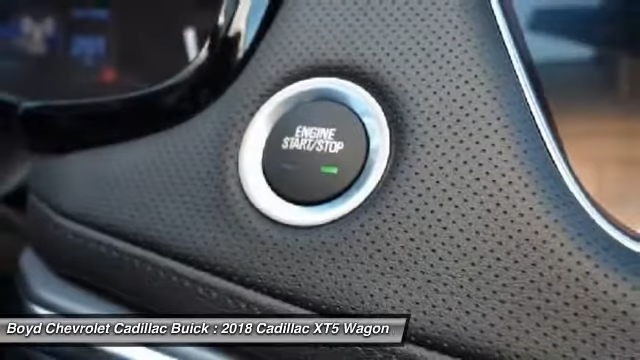 ENGINE
START/STOP
Boyd Chevrolet Cadillac Buick : 2018 Cadillac XT5 Wagon